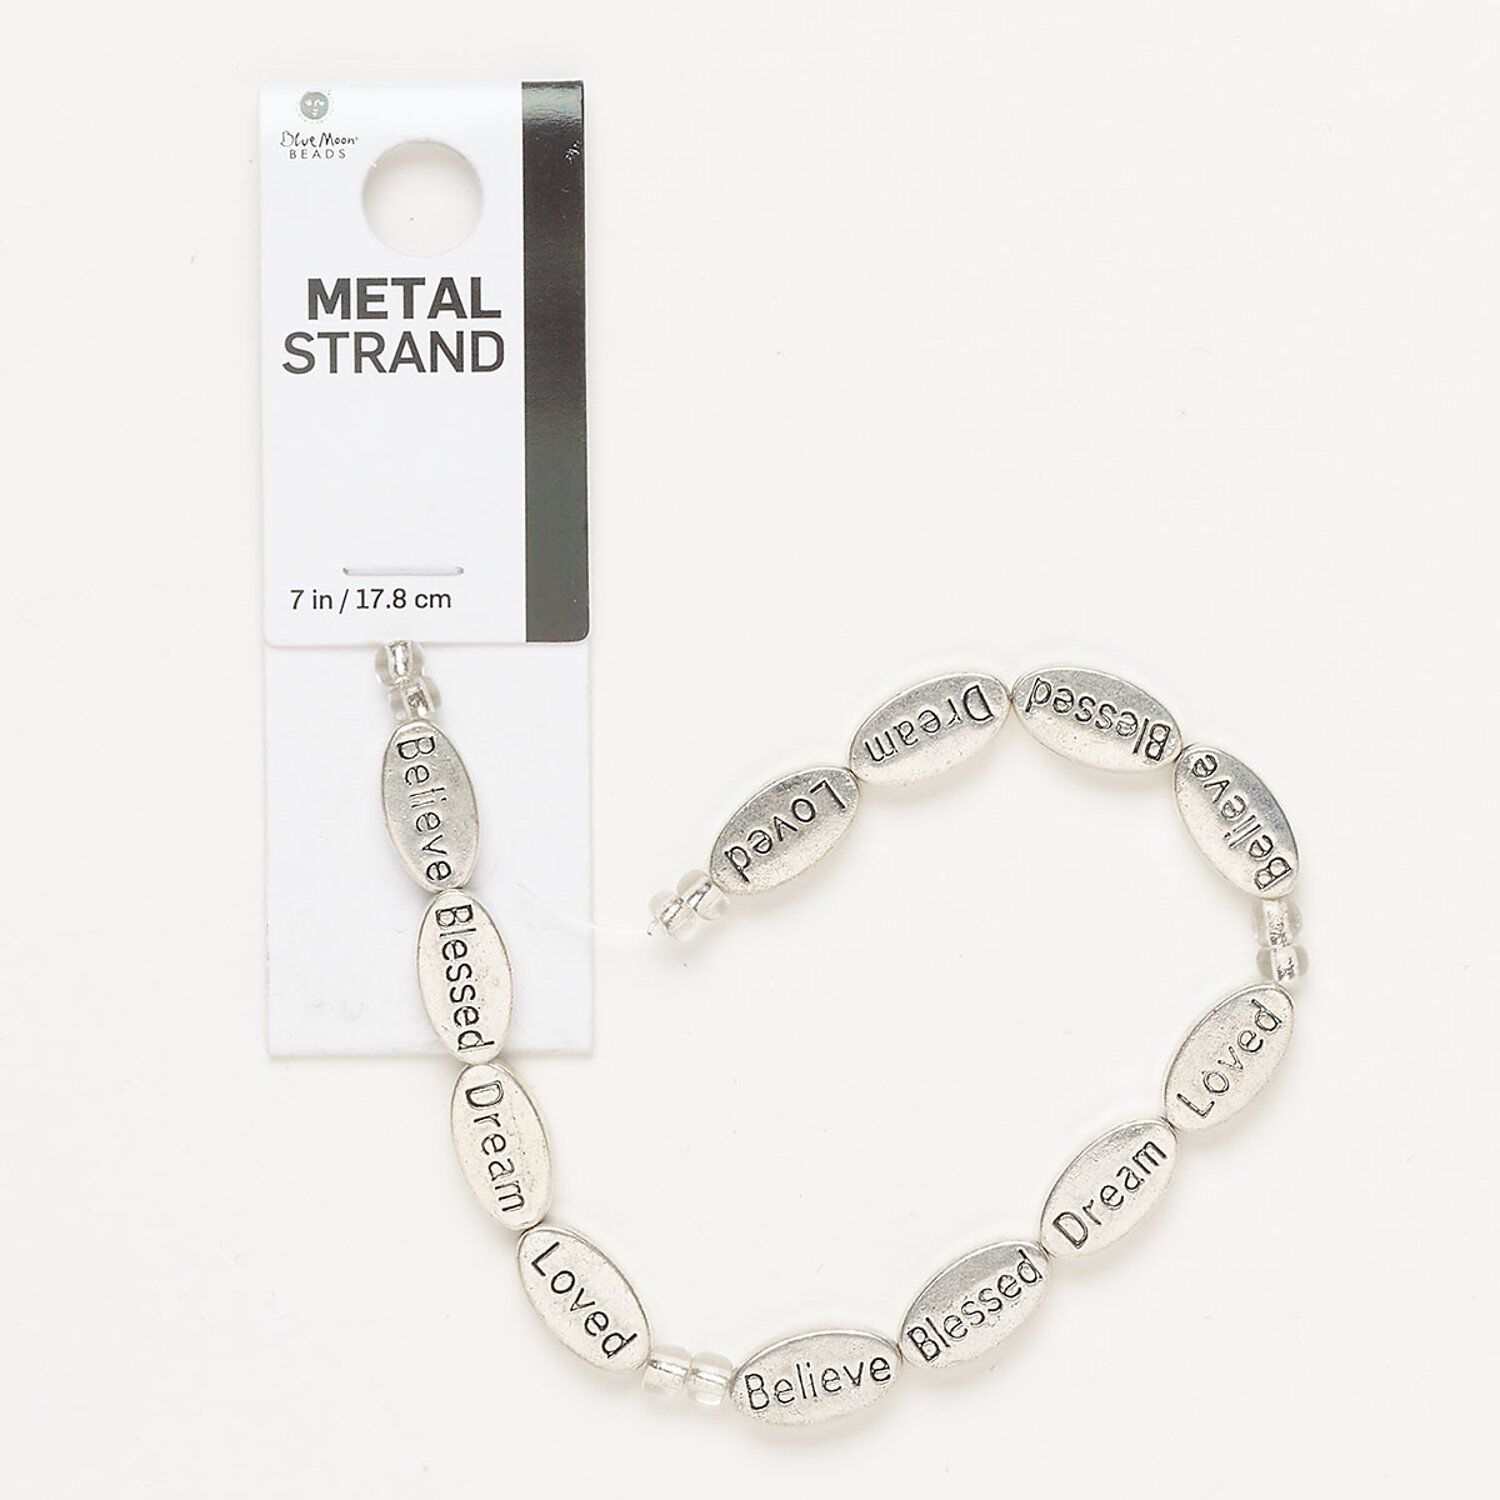 Blue Moon
BEADS
METAL
STRAND
7 in / 17.8 cm
Believe
Blessed
Dream
Loved
Believe
Blessed
Dream
Loved
Believe
Blessed
Dream
Loved